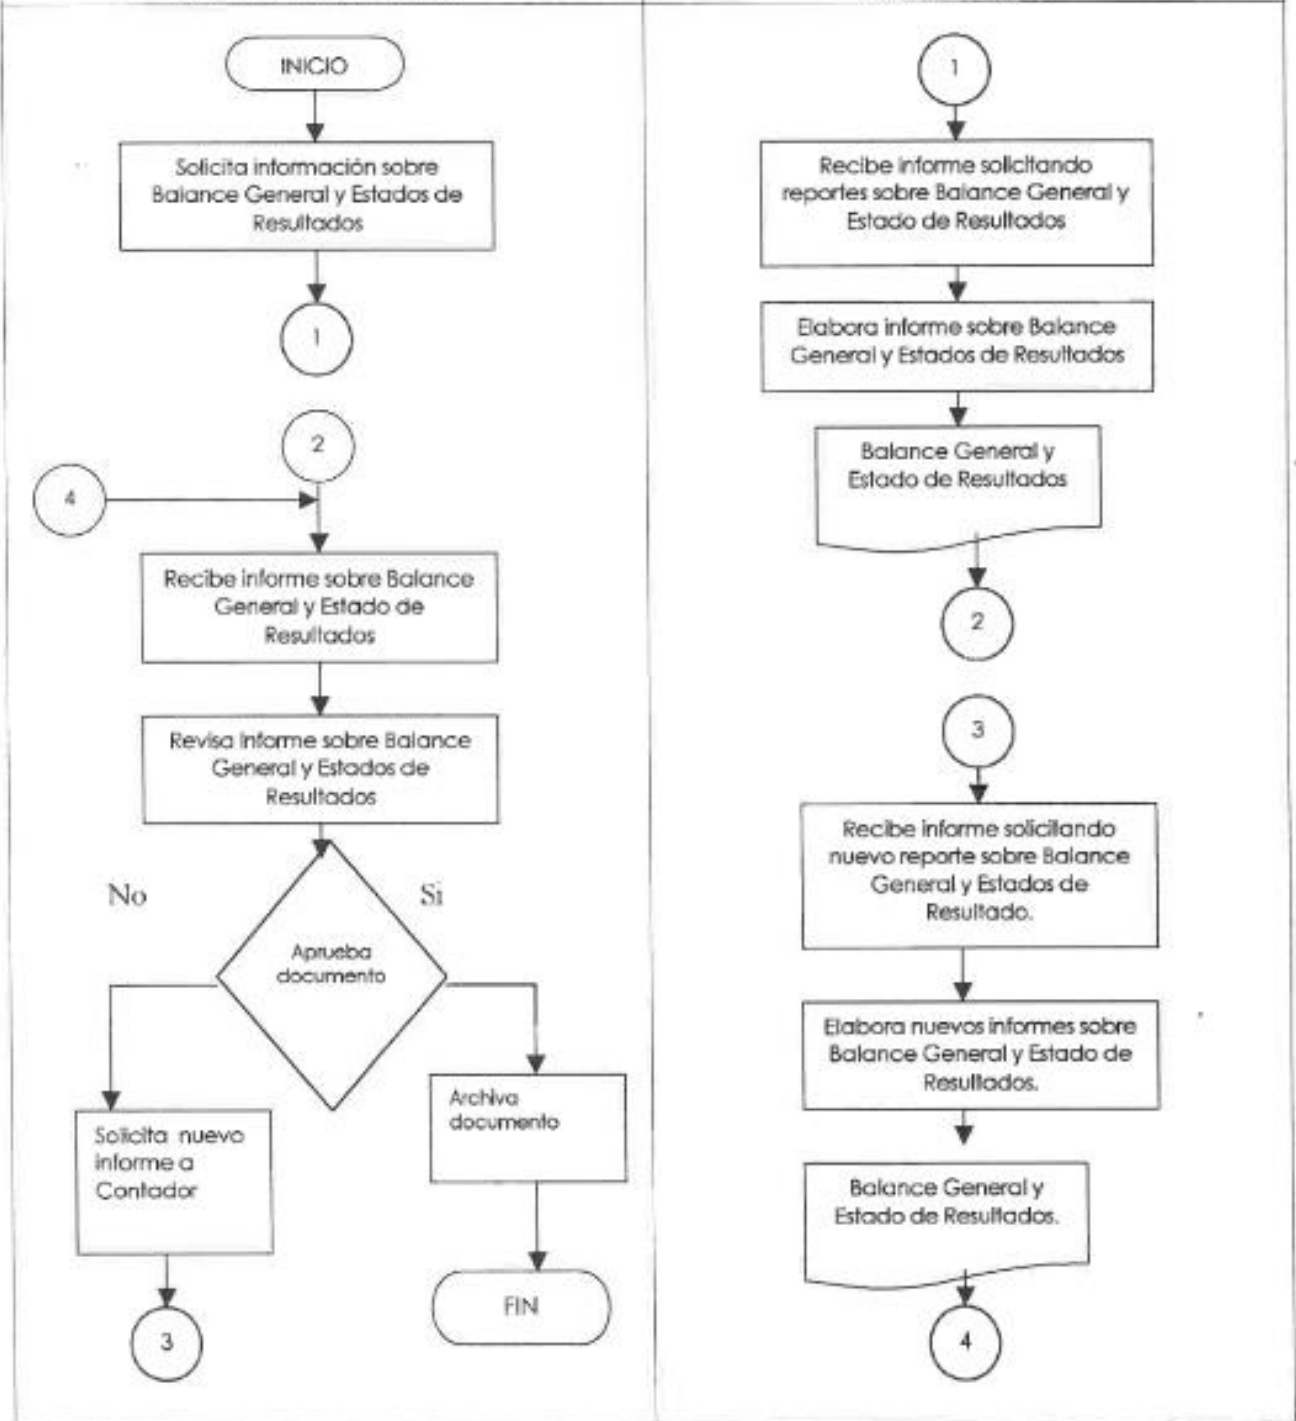 INICIO
Solicita información sobre
Balance General y Estados de
Resultados
1
2
4
Recibe informe sobre Balance
General y Estado de
Resultados
Revisa Informe sobre Balance
General y Estados de
Resultados
No
Si
Aprueba
documento
Solicita nuevo
informe a
Contador
3
Archiva
documento
FIN
1
Recibe informe solicitando
reportes sobre Balance General y
Estado de Resultados
Elabora informe sobre Balance
General y Estados de Resultados
Balance General y
Estado de Resultados
2
3
Recibe informe solicitando
nuevo reporte sobre Balance
General y Estados de
Resultado.
Elabora nuevos informes sobre
Balance General y Estado de
Resultados.
Balance General y
Estado de Resultados.
4